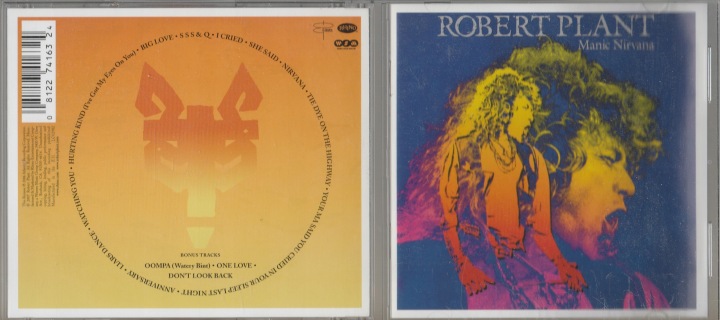 0 8122 74163 2 4
HURTING KIND (I've Got My Eyes On You) • BIG LOVE • S S S & Q • I CRIED • SHE SAID • NIRVANA • TIE DYE ON THE HIGHWAY • YOUR MA SAID YOU CRIED IN YOUR SLEEP LAST NIGHT • ANNIVERSARY • LIARS DANCE • WATCHING YOU •
BONUS TRACKS
OOMPA (Watery Bint) • ONE LOVE •
DON'T LOOK BACK
ROBERT PLANT
Manic Nirvana